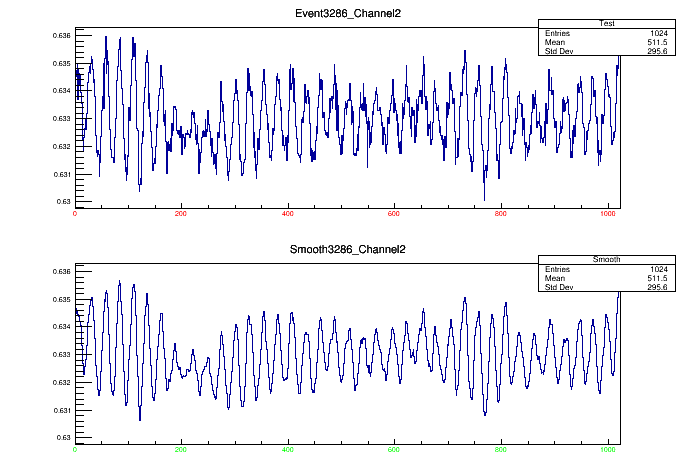 Event3286_Channel2
Test
Entries 1024
Mean 511.5
Std Dev 295.6
0.636
0.635
0.634
0.633
0.632
0.631
0.63
0 200 400 600 800 1000
Smooth3286_Channel2
Smooth
Entries 1024
Mean 511.5
Std Dev 295.6
0.636
0.635
0.634
0.633
0.632
0.631
0.63
0 200 400 600 800 1000